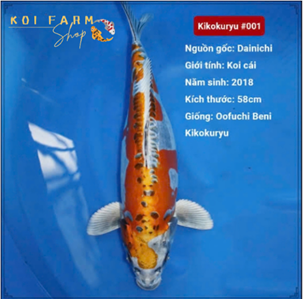 KOI FARM
Shop
Kikokuryu #001
Nguồn gốc: Dainichi
Giới tính: Koi cái
Năm sinh: 2018
Kích thước: 58cm
Giống: Oofuchi Beni
Kikokuryu